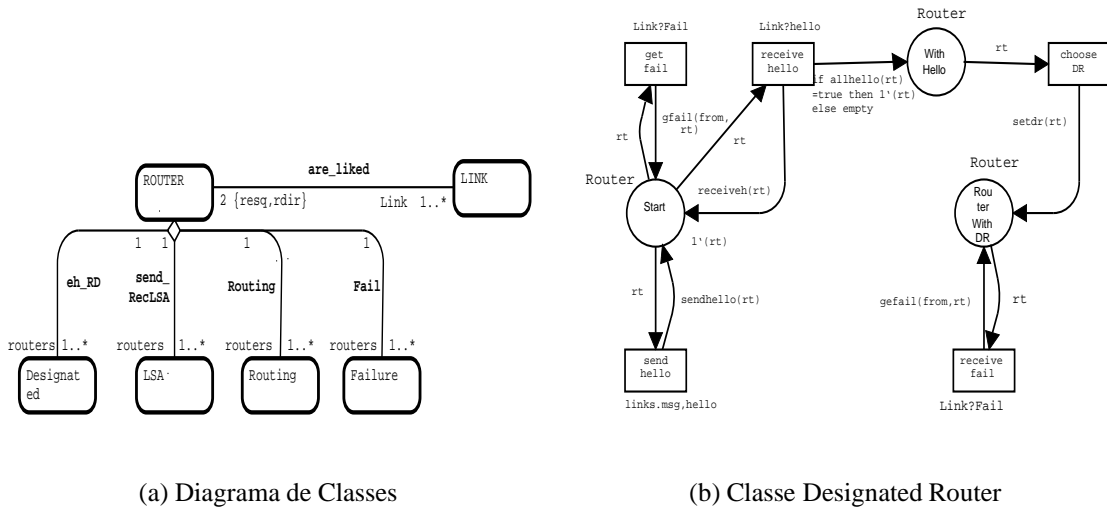 are_liked
ROUTER
LINK
2 {resq,rdir}
Link 1..*
1
1
1
1
eh_RD
send_
RecLSA
Routing
Fail
routers 1..*
routers 1..*
routers 1..*
routers 1..*
Designat
ed
LSA
Routing
Failure
(a) Diagrama de Classes
Link?Fail
get
fail
Link?hello
receive
hello
Router
With
Hello
rt
choose
DR
if allhello(rt)
=true then l'(rt)
else empty
gfail(from,
rt)
rt
rt
setdr(rt)
Router
Start
receiveh(rt)
l'(rt)
Router
Rou
ter
With
DR
rt
sendhello(rt)
gefail(from,rt)
rt
send
hello
links.msg,hello
receive
fail
Link?Fail
(b) Classe Designated Router